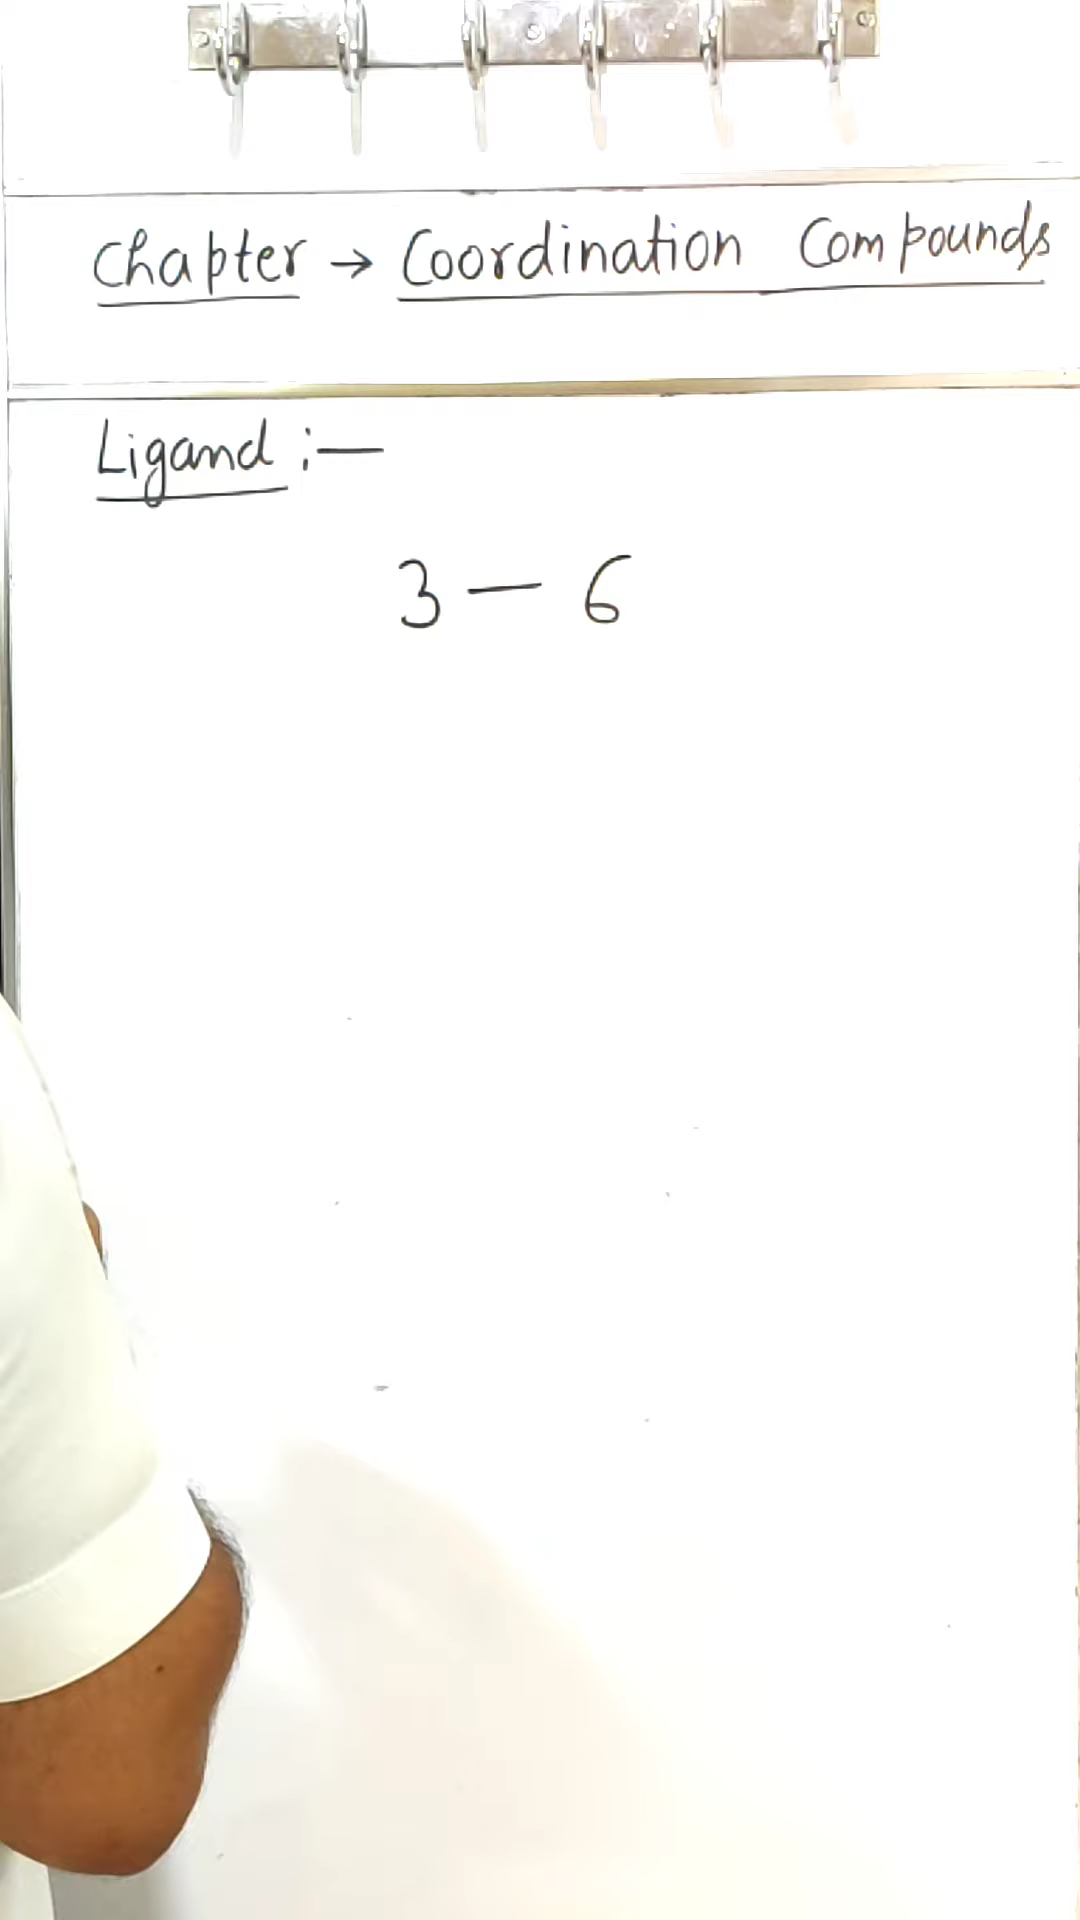 Chapter → Coordination Compounds
Ligand :—
3 — 6